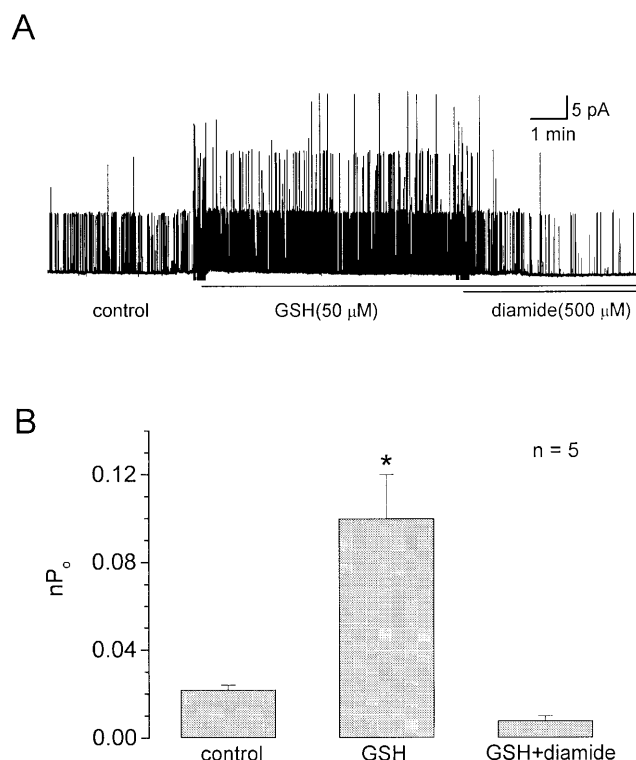 A
5 pA
1 min
control GSH(50 μM) diamide(500 μM)
B
n = 5
*
0.12
0.08
0.04
0.00
nPo
control GSH GSH+diamide